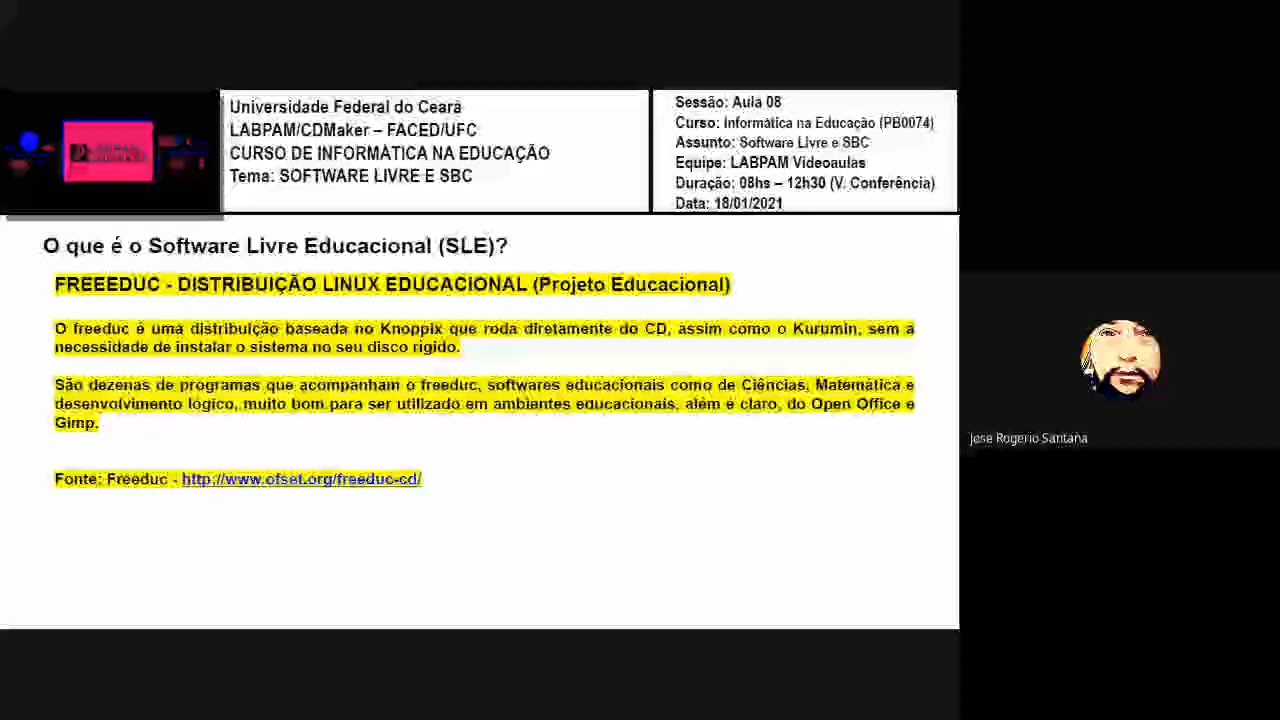 Universidade Federal do Ceará
LABPAM/CDMaker – FACED/UFC
CURSO DE INFORMÁTICA NA EDUCAÇÃO
Tema: SOFTWARE LIVRE E SBC
Sessão: Aula 08
Curso: Informática na Educação (PB0074)
Assunto: Software Livre e SBC
Equipe: LABPAM Videoaulas
Duração: 08hs – 12h30 (V. Conferência)
Data: 18/01/2021
O que é o Software Livre Educacional (SLE)?
FREEEDUC - DISTRIBUIÇÃO LINUX EDUCACIONAL (Projeto Educacional)
O freeduc é uma distribuição baseada no Knoppix que roda diretamente do CD, assim como o Kurumin, sem a
necessidade de instalar o sistema no seu disco rígido.
São dezenas de programas que acompanham o freeduc, softwares educacionais como de Ciências, Matemática e
desenvolvimento lógico, muito bom para ser utilizado em ambientes educacionais, além é claro, do Open Office e
Gimp.
Fonte: Freeduc - http://www.ofset.org/freeduc-cd/
Jose Rogerio Santana